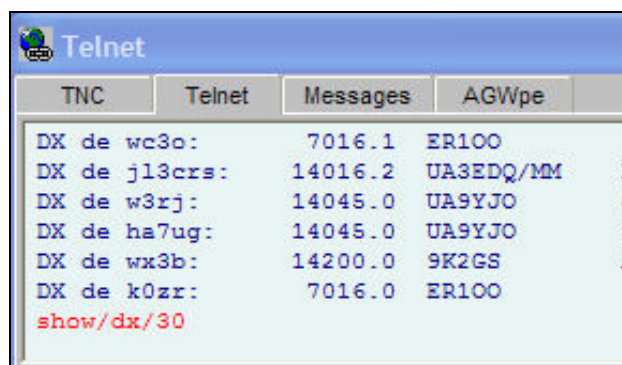 Telnet
TNC Telnet Messages AGWpe
DX de wc3o: 7016.1 ER1OO
DX de jl3crs: 14016.2 UA3EDQ/MM
DX de w3rj: 14045.0 UA9YJO
DX de ha7ug: 14045.0 UA9YJO
DX de wx3b: 14200.0 9K2GS
DX de k0zr: 7016.0 ER1OO
show/dx/30